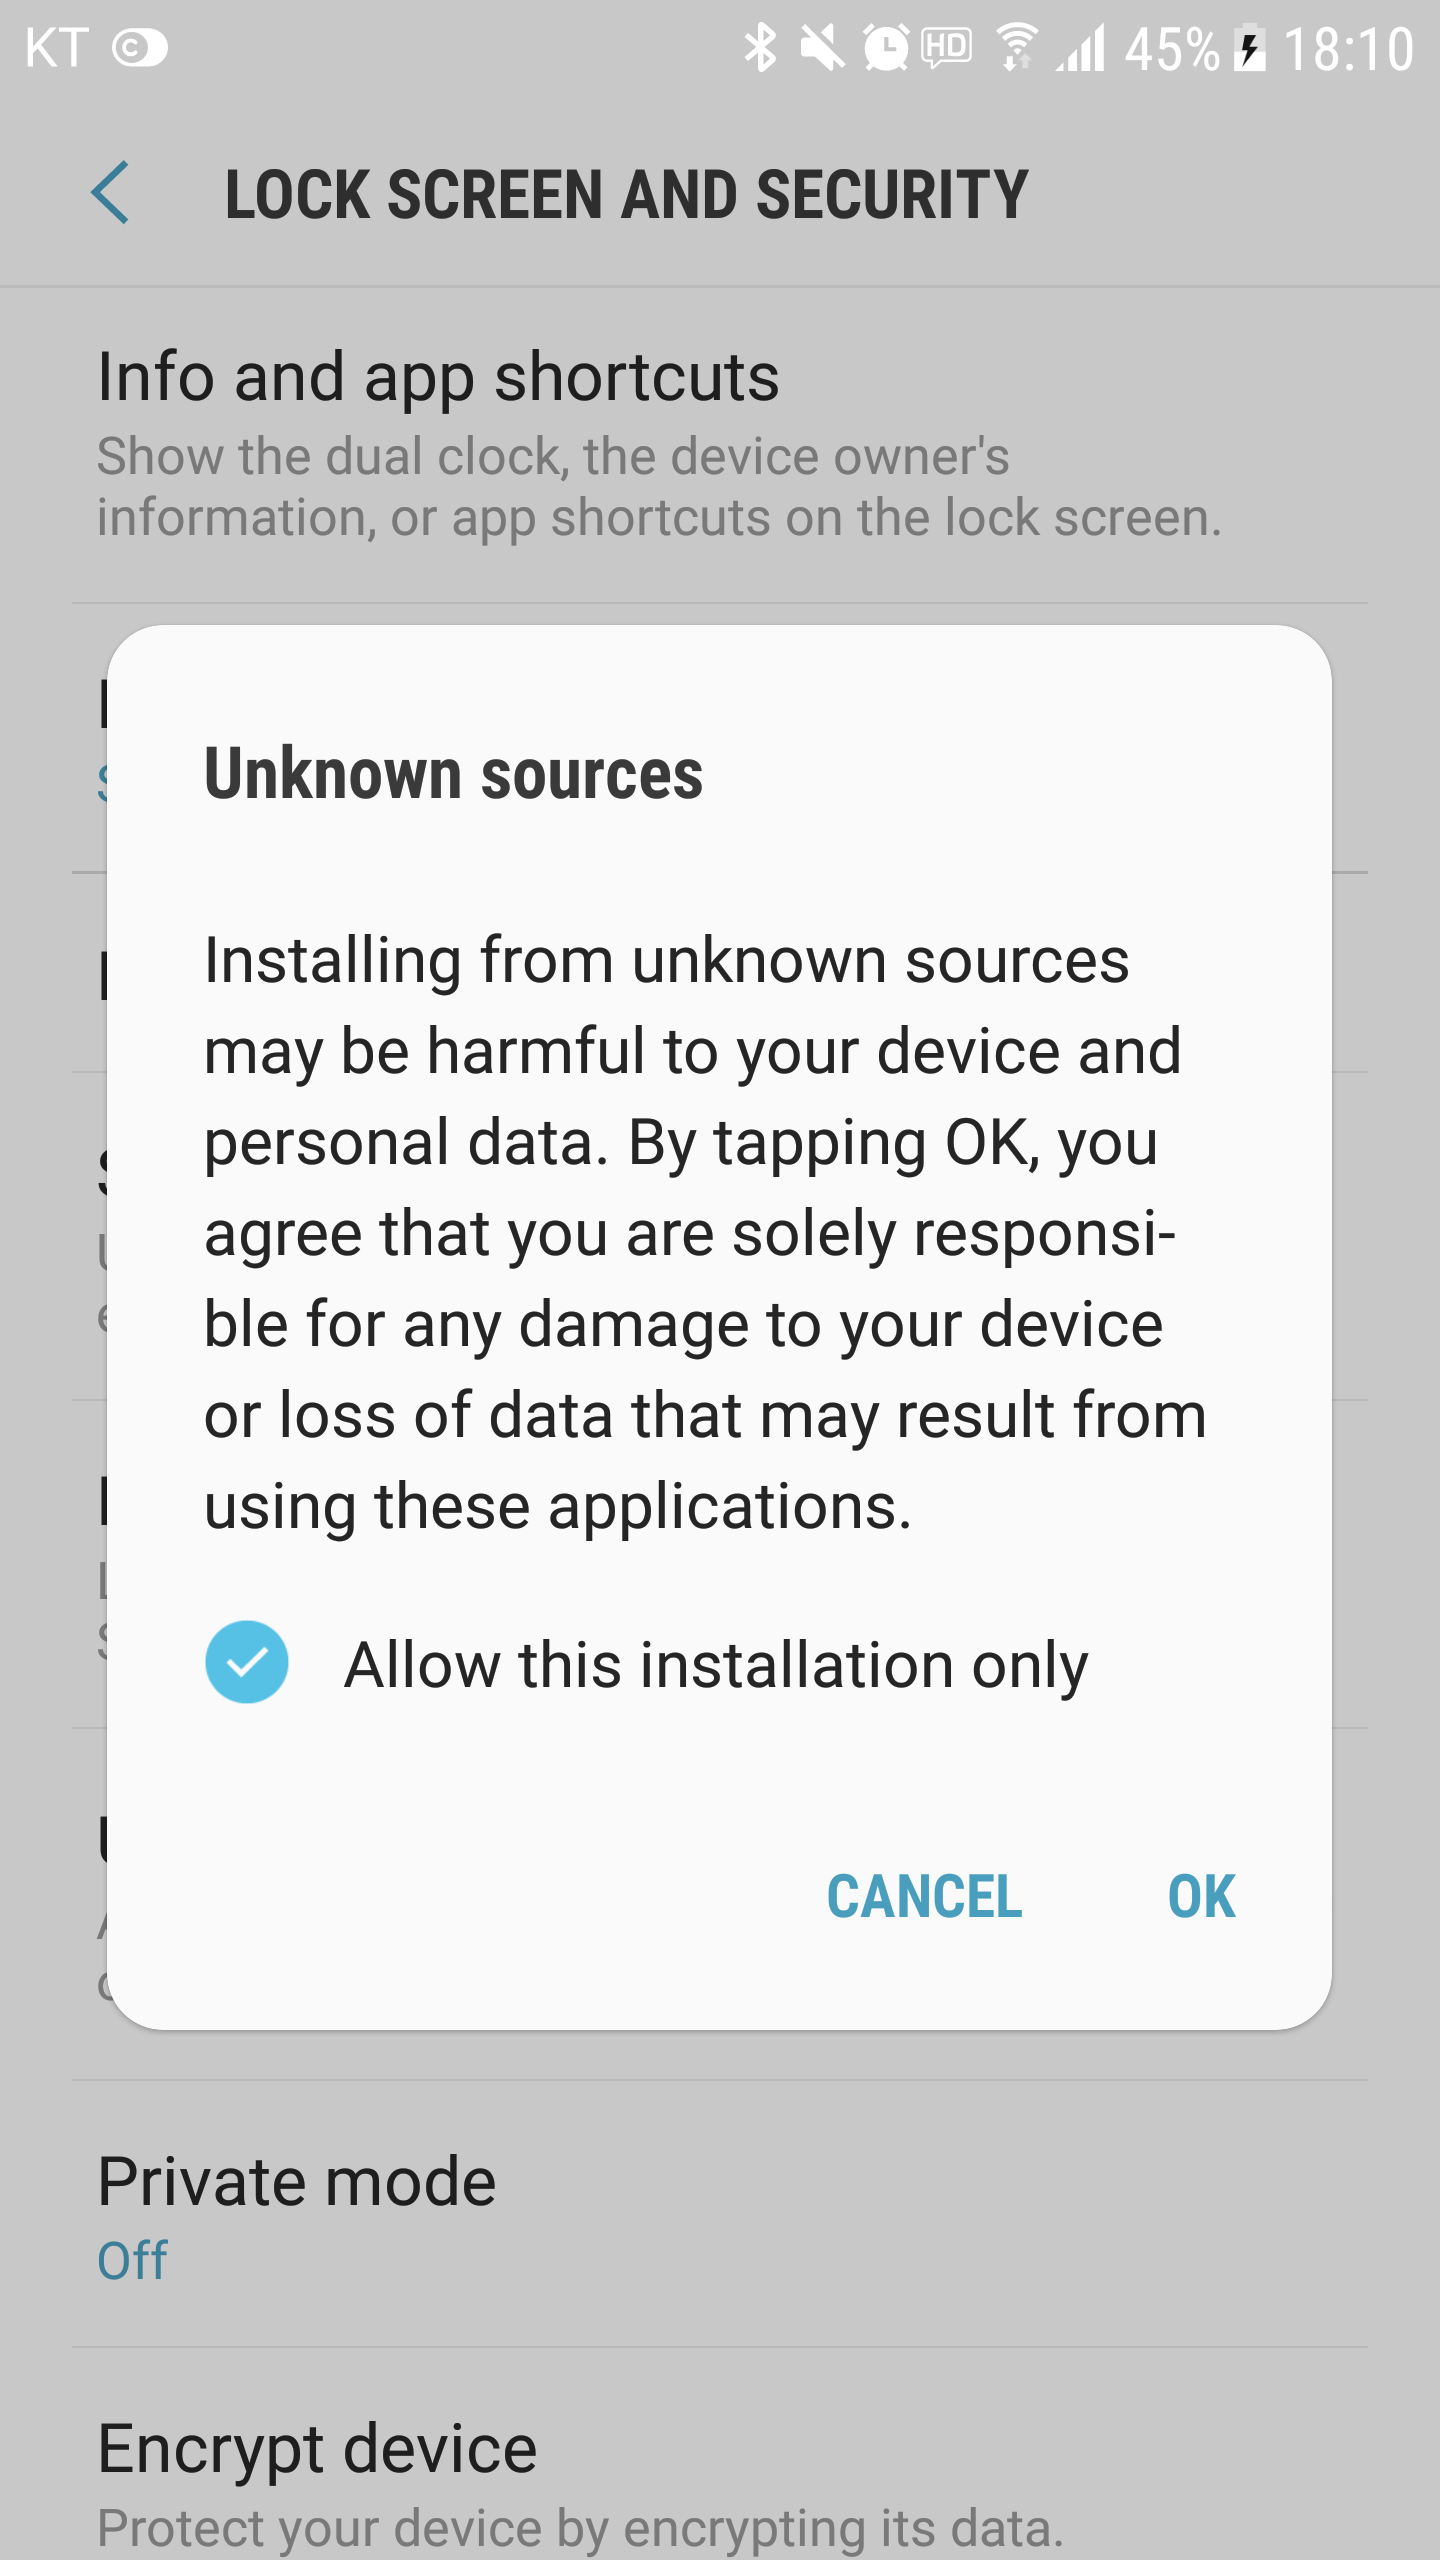 KT
45% 18:10
LOCK SCREEN AND SECURITY
Info and app shortcuts
Show the dual clock, the device owner's
information, or app shortcuts on the lock screen.
Unknown sources
Installing from unknown sources
may be harmful to your device and
personal data. By tapping OK, you
agree that you are solely responsi-
ble for any damage to your device
or loss of data that may result from
using these applications.
Allow this installation only
CANCEL OK
Private mode
Off
Encrypt device
Protect your device by encrypting its data.